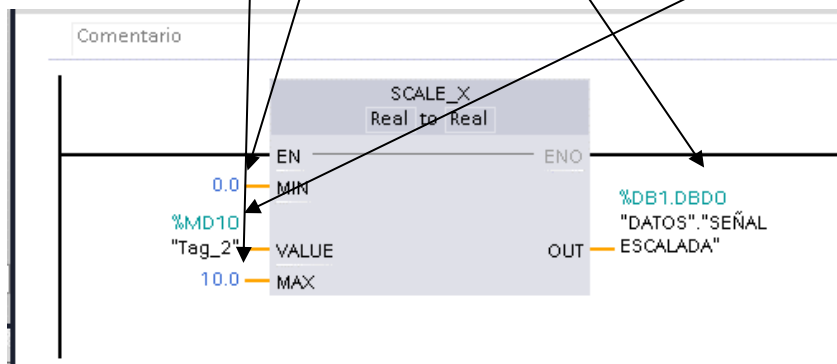 Comentario
SCALE_X
Real to Real
EN
ENO
0.0
MIN
%MD10
"Tag_2"
VALUE
10.0
MAX
%DB1.DBD0
"DATOS"."SEÑAL
OUT
ESCALADA"